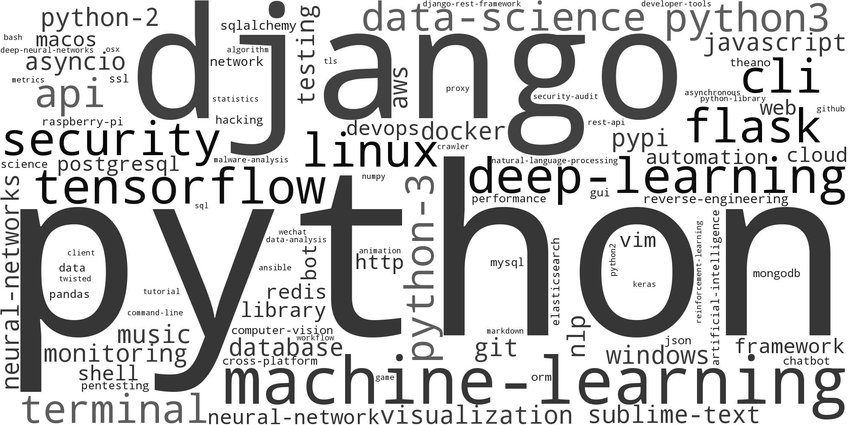 django-rest-framework
developer-tools
python-2
sqlalchemy
data-science
python3
bash
macos
deep-neural-networks
osx
algorithm
django
testing
javascript
asyncio
network
tls
theano
metrics
ssl
aws
proxy
cli
api
statistics
security-audit
asynchronous
python-library
web
github
raspberry-pi
hacking
rest-api
security
devops
docker
pypi
flask
linux
crawler
science
postgresql
malware-analysis
natural-language-processing
automation
cloud
tensorflow
numpy
deep-learning
gui
performance
reverse-engineering
sql
python
neural-networks
python-3
wechat
data-analysis
client
data
twisted
pandas
ansible
bot
animation
http
mysql
elasticsearch
python2
vim
keras
reinforcement-learning
artificial-intelligence
mongodb
tutorial
redis
command-line
library
music
computer-vision
markdown
workflow
monitoring
database
git
nlp
json
windows
framework
cross-platform
chatbot
shell
pentesting
game
orm
machine-learning
terminal
neural-network
visualization
sublime-text